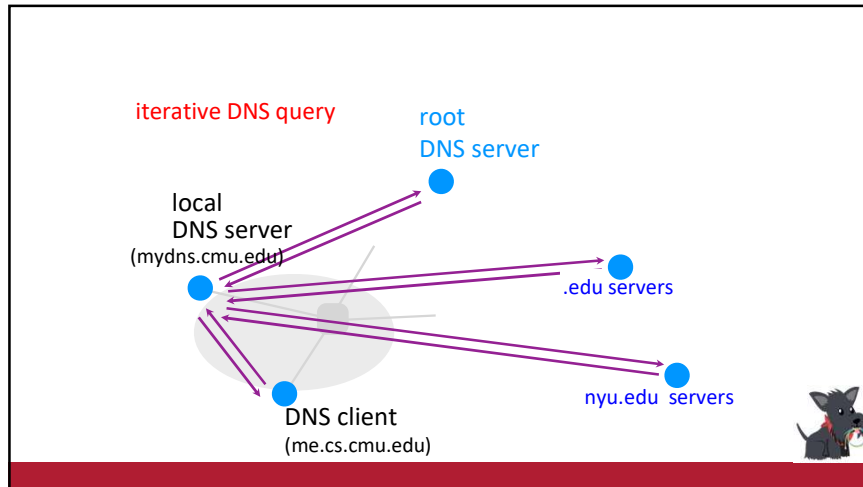 iterative DNS query
root
DNS server
local
DNS server
(mydns.cmu.edu)
.edu servers
nyu.edu servers
DNS client
(me.cs.cmu.edu)